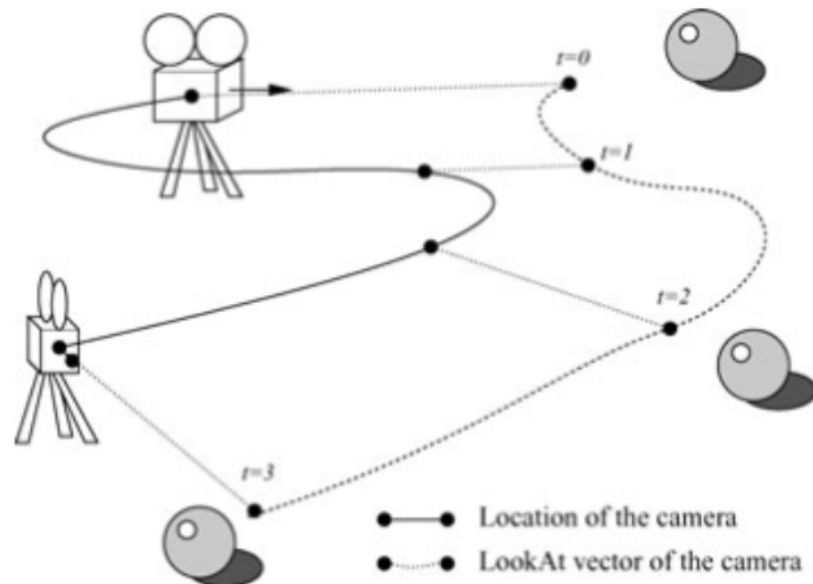 t=0
t=1
t=2
t=3
Location of the camera
LookAt vector of the camera